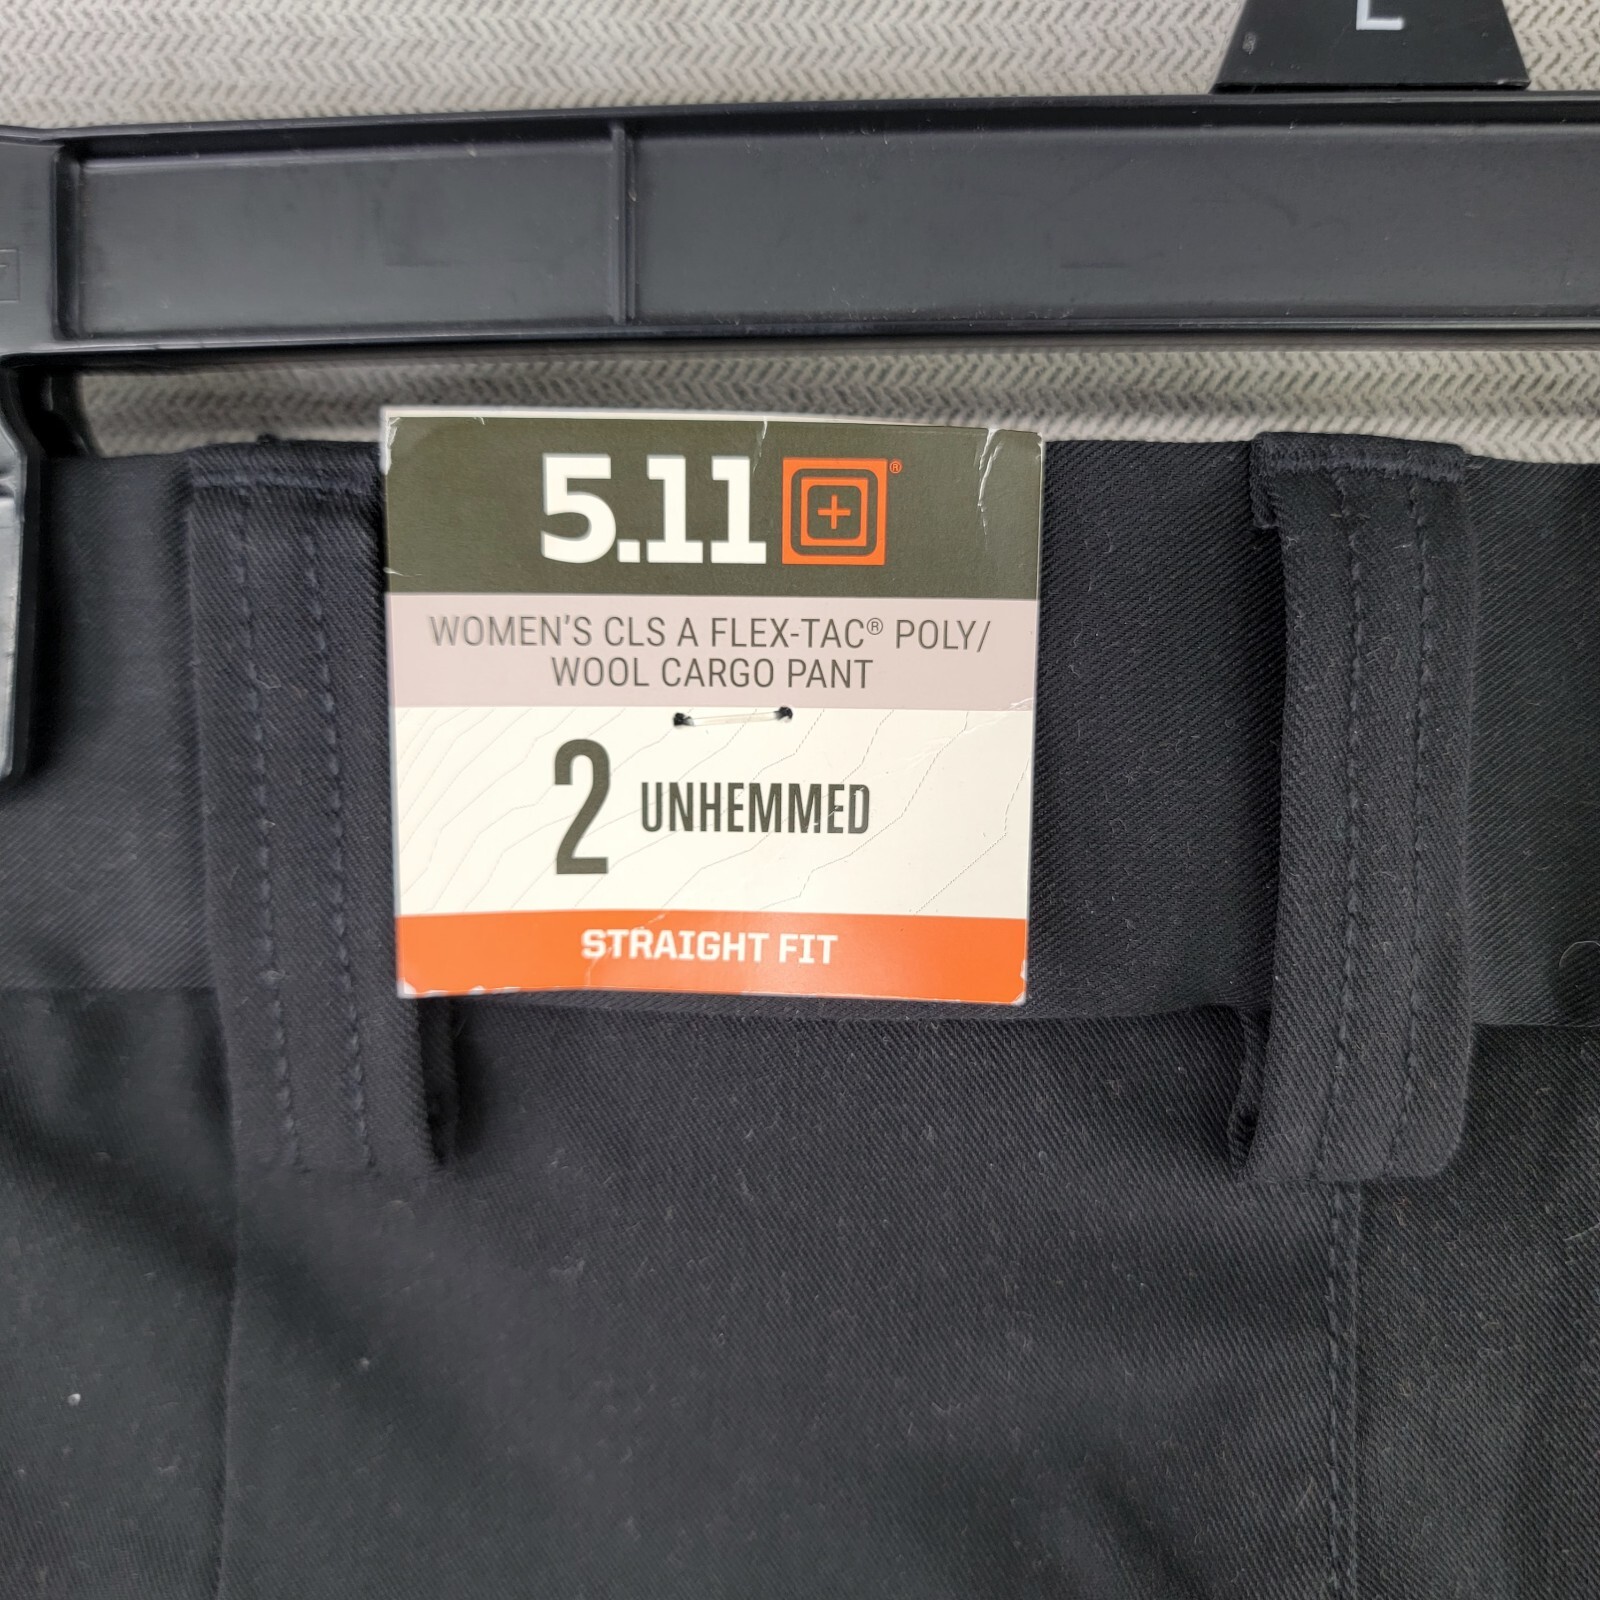 L
5.11®
WOMEN'S CLS A FLEX-TAC® POLY/
WOOL CARGO PANT
2 UNHEMMED
STRAIGHT FIT